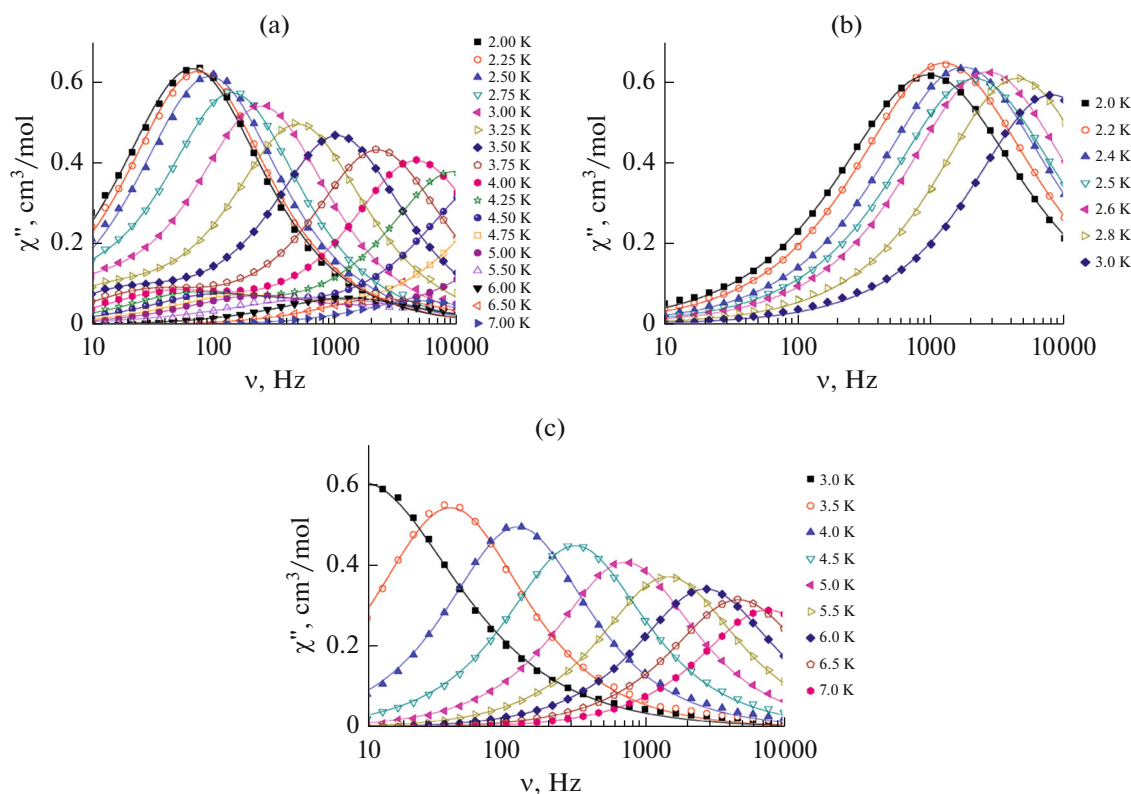 (a)
χ", cm³/mol
0.6
0.4
0.2
0
10
100
1000
10000
ν, Hz
2.00 K
2.25 K
2.50 K
2.75 K
3.00 K
3.25 K
3.50 K
3.75 K
4.00 K
4.25 K
4.50 K
4.75 K
5.00 K
5.50 K
6.00 K
6.50 K
7.00 K
(b)
χ", cm³/mol
0.6
0.4
0.2
0
10
100
1000
10000
ν, Hz
2.0 K
2.2 K
2.4 K
2.5 K
2.6 K
2.8 K
3.0 K
(c)
χ", cm³/mol
0.6
0.4
0.2
0
10
100
1000
10000
ν, Hz
3.0 K
3.5 K
4.0 K
4.5 K
5.0 K
5.5 K
6.0 K
6.5 K
7.0 K